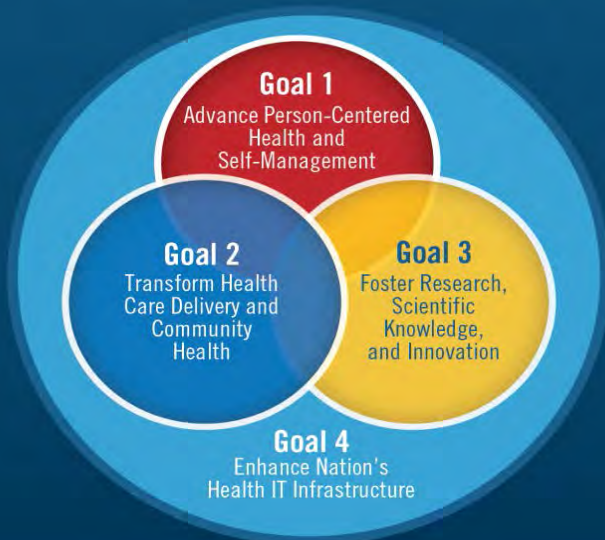 Goal 1
Advance Person-Centered
Health and
Self-Management
Goal 2
Transform Health
Care Delivery and
Community
Health
Goal 3
Foster Research,
Scientific
Knowledge,
and Innovation
Goal 4
Enhance Nation's
Health IT Infrastructure